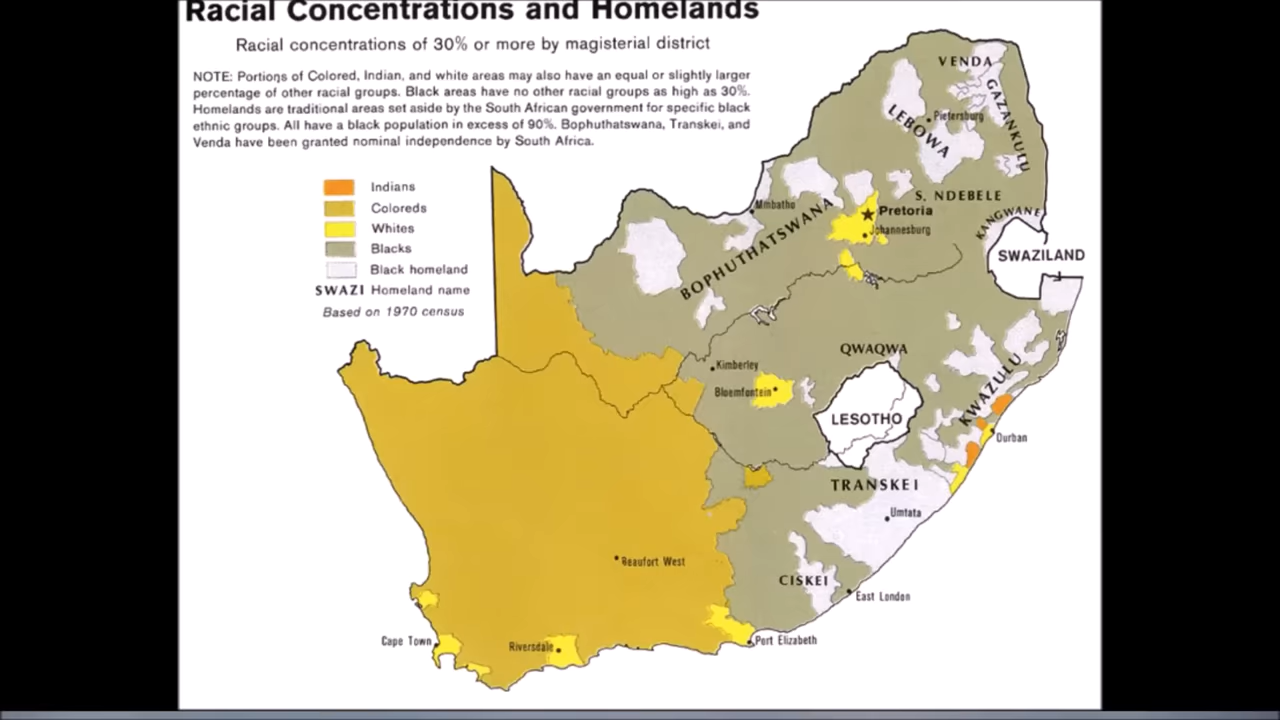 Racial Concentrations and Homelands
Racial concentrations of 30% or more by magisterial district
NOTE: Portions of Colored, Indian, and white areas may also have an equal or slightly larger
percentage of other racial groups. Black areas have no other racial groups as high as 30%.
Homelands are traditional areas set aside by the South African government for specific black
ethnic groups. All have a black population in excess of 90%. Bophuthatswana, Transkei, and
Venda have been granted nominal independence by South Africa.
Indians
Coloreds
Whites
Blacks
Black homeland
SWAZI Homeland name
Based on 1970 census
VENDA
GAZANKULU
LEBOWA
Pietersburg
S. NDEBELE
Mmbatho
Pretoria
KANGWANE
Johannesburg
BOPHUTHATSWANA
SWAZILAND
QWAQWA
Kimberley
KWAZULU
Bloemfontein
LESOTHO
Durban
TRANSKEI
Umtata
Beaufort West
CISKEI
East London
Cape Town
Riversdale
Port Elizabeth